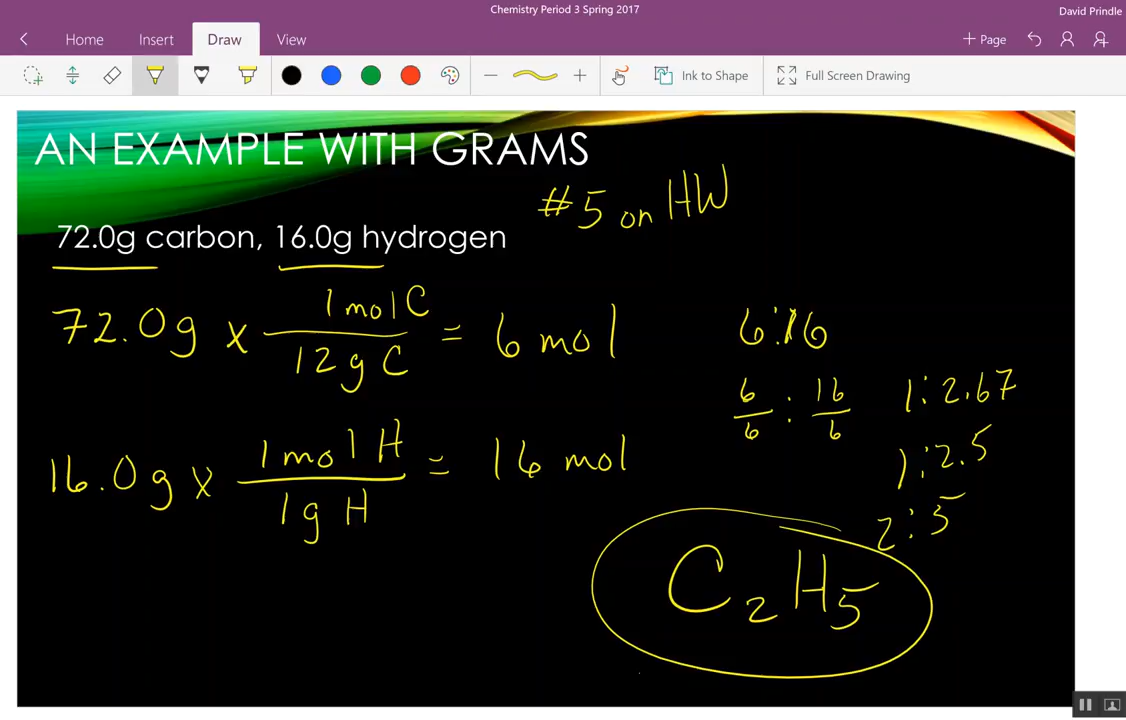 Chemistry Period 3 Spring 2017
David Prindle
Home Insert Draw View
Page
Ink to Shape Full Screen Drawing
AN EXAMPLE WITH GRAMS
#5 on HW
72.0g carbon, 16.0g hydrogen
72.0g x 1 mol C / 12 g C = 6 mol
16.0g x 1 mol H / 1 g H = 16 mol
6:16
6/6 : 16/6
1:2.67
1:2.5
2:5
C2H5